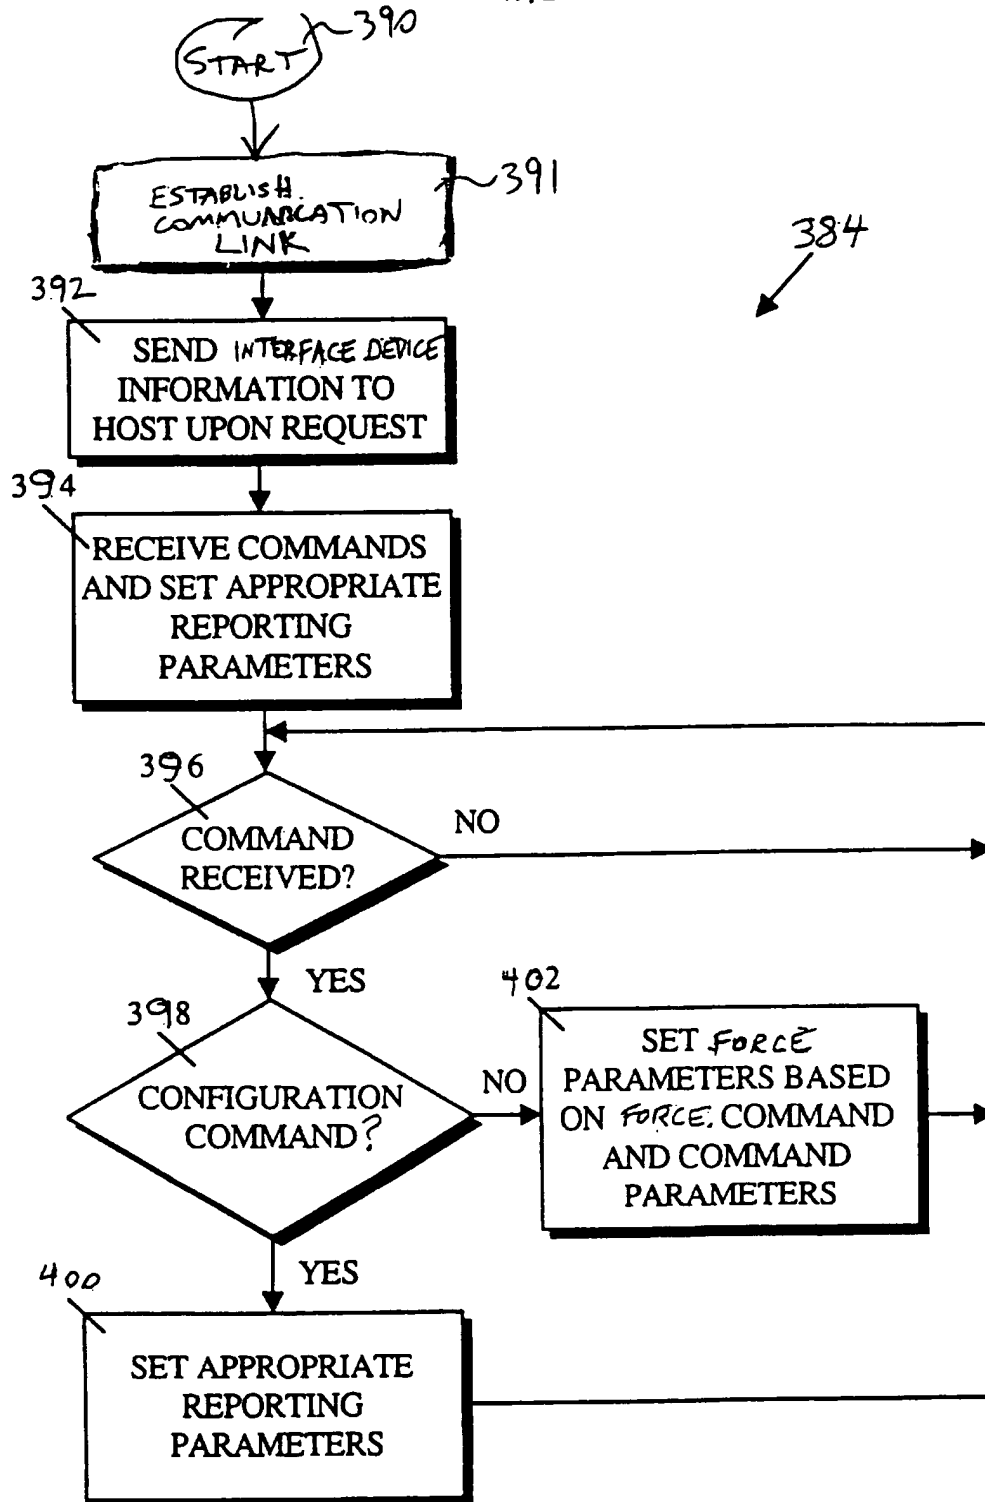 390
START
391
ESTABLISH
COMMUNICATION
LINK
384
392
SEND INTERFACE DEVICE
INFORMATION TO
HOST UPON REQUEST
394
RECEIVE COMMANDS
AND SET APPROPRIATE
REPORTING
PARAMETERS
396
COMMAND
RECEIVED?
NO
YES
398
CONFIGURATION
COMMAND?
NO
402
SET FORCE
PARAMETERS BASED
ON FORCE COMMAND
AND COMMAND
PARAMETERS
YES
400
SET APPROPRIATE
REPORTING
PARAMETERS